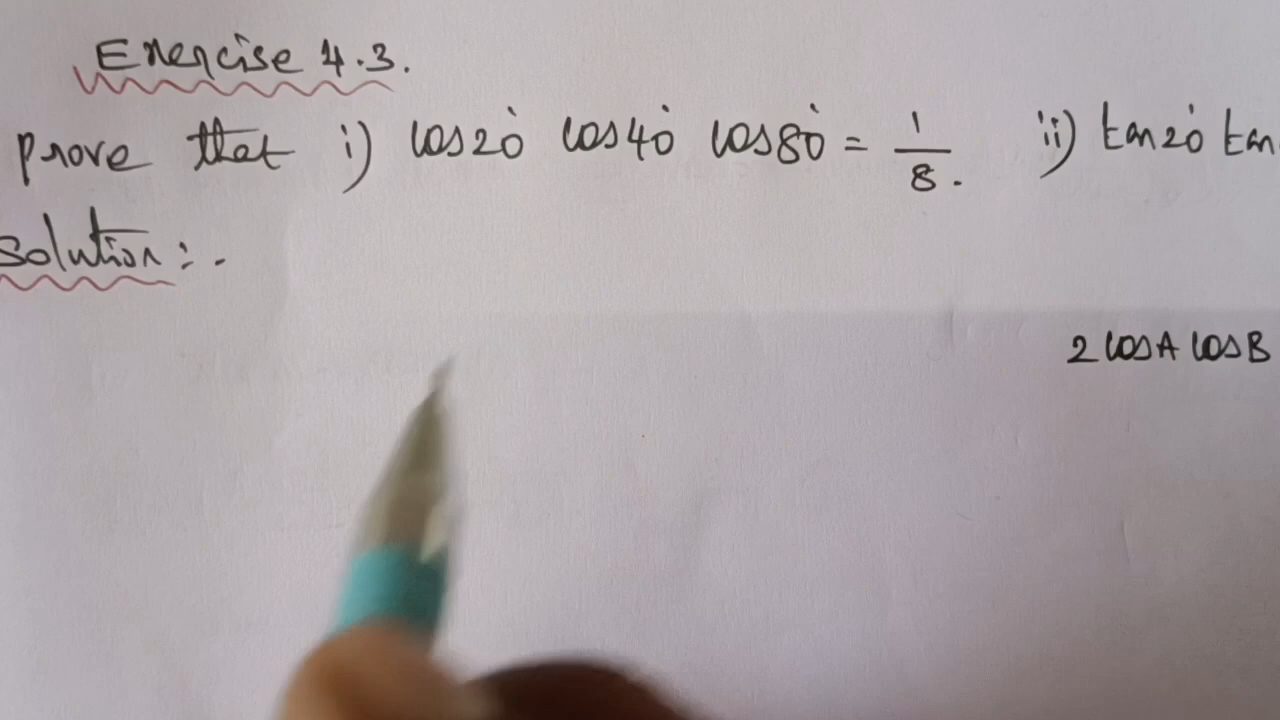 Exercise 4.3.
Prove that i) cos20° cos40° cos80° = 1/8. ii) tan20° tan
Solution:-
2 cosA cosB